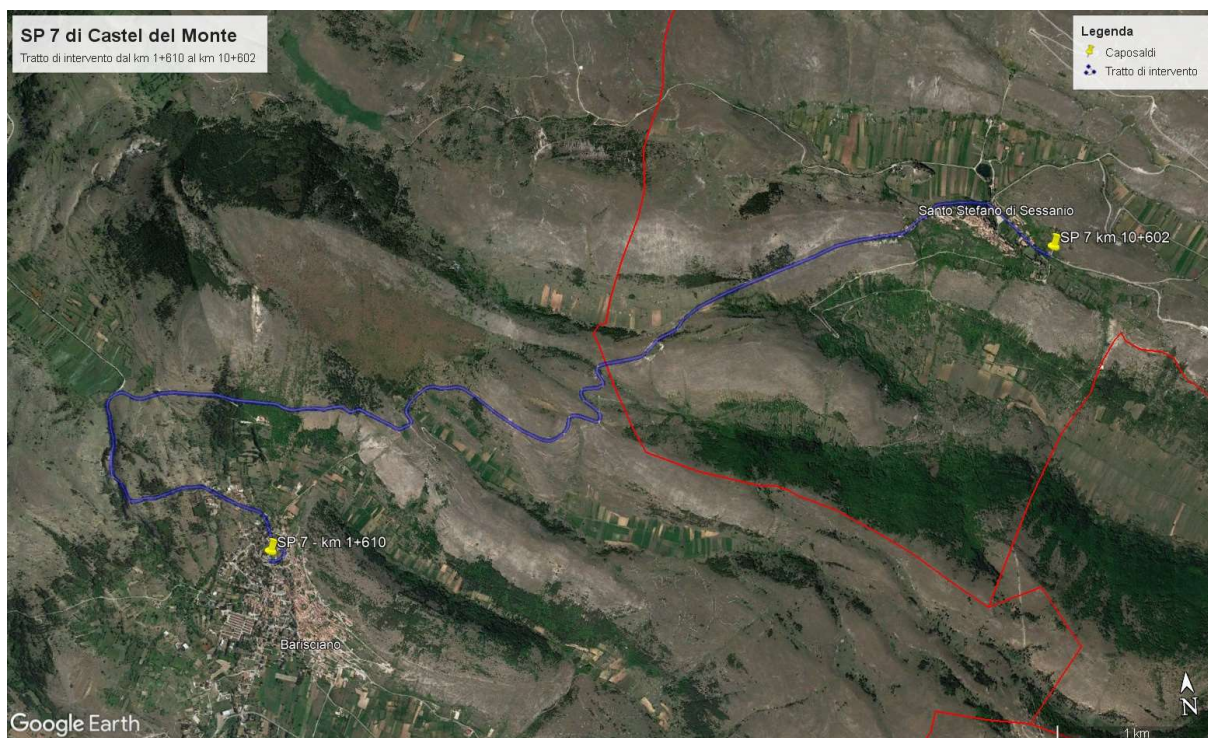 SP 7 di Castel del Monte
Tratto di intervento dal km 1+610 al km 10+602
Legenda
Caposaldi
Tratto di intervento
Santo Stefano di Sessanio
SP 7 km 10+602
SP 7 - km 1+610
Barisciano
N
Google Earth
1 km